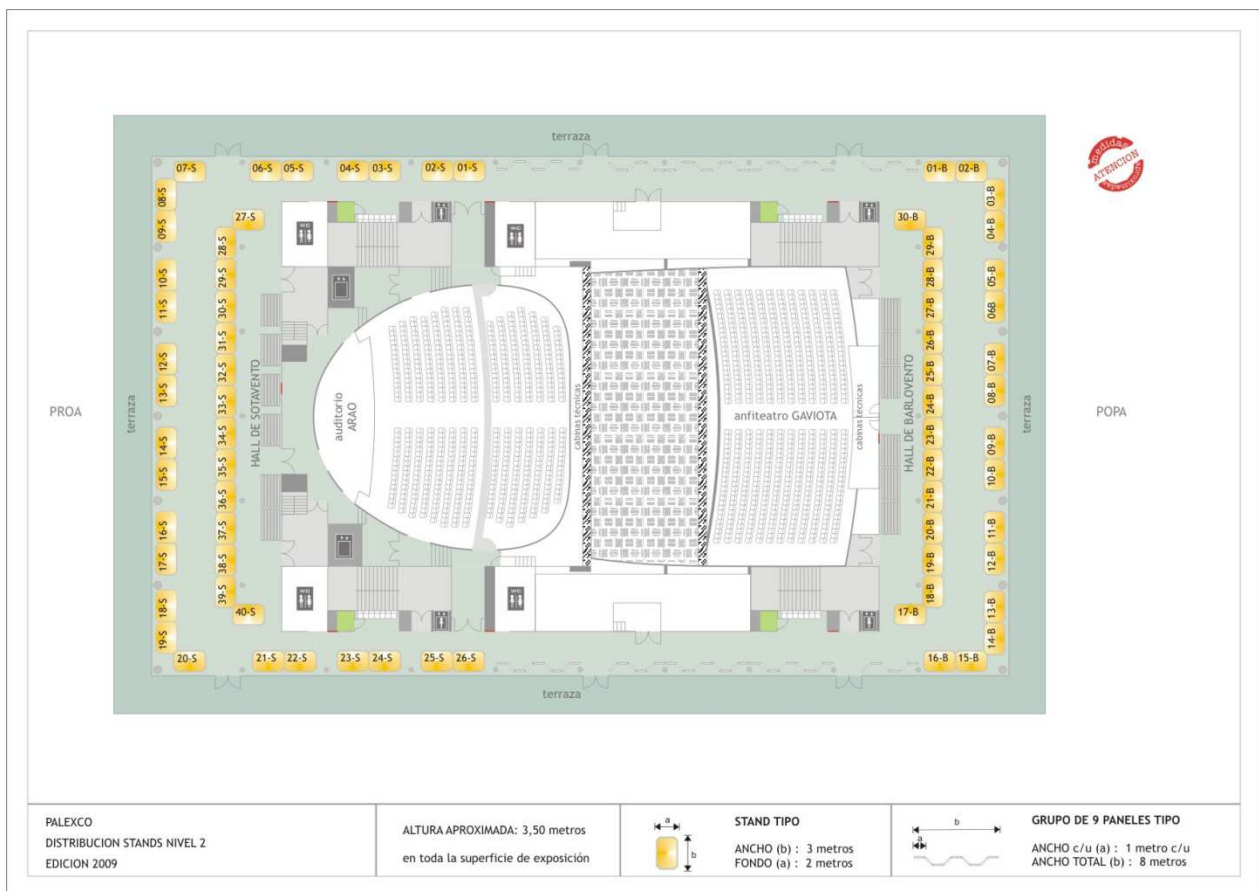 terraza
07-S
06-S
05-S
04-S
03-S
02-S
01-S
01-B
02-B
medidas
ATENCION
08-S
09-S
10-S
11-S
12-S
13-S
14-S
15-S
16-S
17-S
18-S
19-S
20-S
27-S
28-S
29-S
30-S
31-S
32-S
33-S
34-S
35-S
36-S
37-S
38-S
39-S
40-S
21-S
22-S
23-S
24-S
25-S
26-S
PROA
terraza
HALL DE SOTAVENTO
WC
WC
WC
WC
auditorio
ARAO
cabinas técnicas
anfiteatro GAVIOTA
cabinas técnicas
HALL DE BARLOVENTO
30-B
29-B
28-B
27-B
26-B
25-B
24-B
23-B
22-B
21-B
20-B
19-B
18-B
17-B
03-B
04-B
05-B
06B
07-B
08-B
09-B
10-B
11-B
12-B
13-B
14-B
16-B
15-B
terraza
POPA
terraza
PALEXCO
DISTRIBUCION STANDS NIVEL 2
EDICION 2009
ALTURA APROXIMADA: 3,50 metros
en toda la superficie de exposición
a
b
STAND TIPO
ANCHO (b) : 3 metros
FONDO (a) : 2 metros
b
a
GRUPO DE 9 PANELES TIPO
ANCHO c/u (a) : 1 metro c/u
ANCHO TOTAL (b) : 8 metros